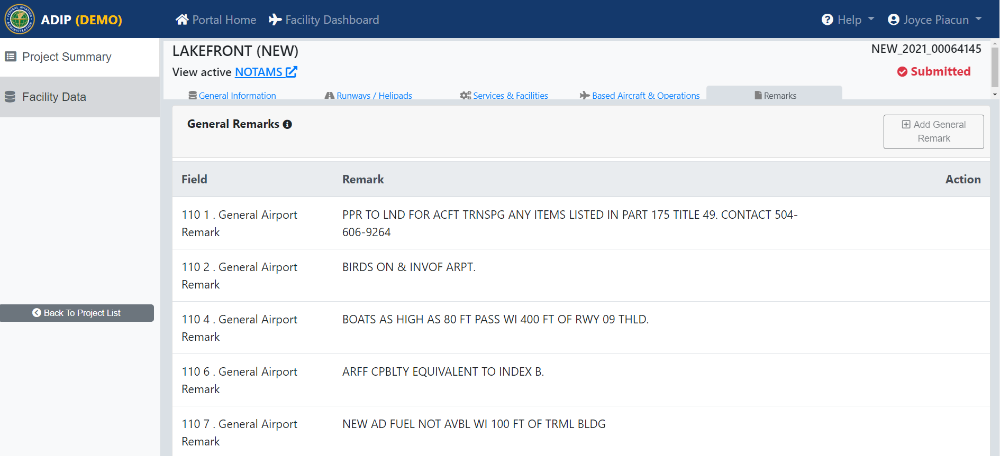 ADIP (DEMO)
Portal Home
Facility Dashboard
Help
Joyce Piacun
Project Summary
Facility Data
Back To Project List
LAKEFRONT (NEW)
NEW_2021_00064145
View active NOTAMS
Submitted
General Information
Runways / Helipads
Services & Facilities
Based Aircraft & Operations
Remarks
General Remarks
Add General
Remark
Field Remark Action
110 1 . General Airport
Remark
PPR TO LND FOR ACFT TRNSPG ANY ITEMS LISTED IN PART 175 TITLE 49. CONTACT 504-
606-9264
110 2 . General Airport
Remark
BIRDS ON & INVOF ARPT.
110 4 . General Airport
Remark
BOATS AS HIGH AS 80 FT PASS WI 400 FT OF RWY 09 THLD.
110 6 . General Airport
Remark
ARFF CPBLTY EQUIVALENT TO INDEX B.
110 7 . General Airport
Remark
NEW AD FUEL NOT AVBL WI 100 FT OF TRML BLDG